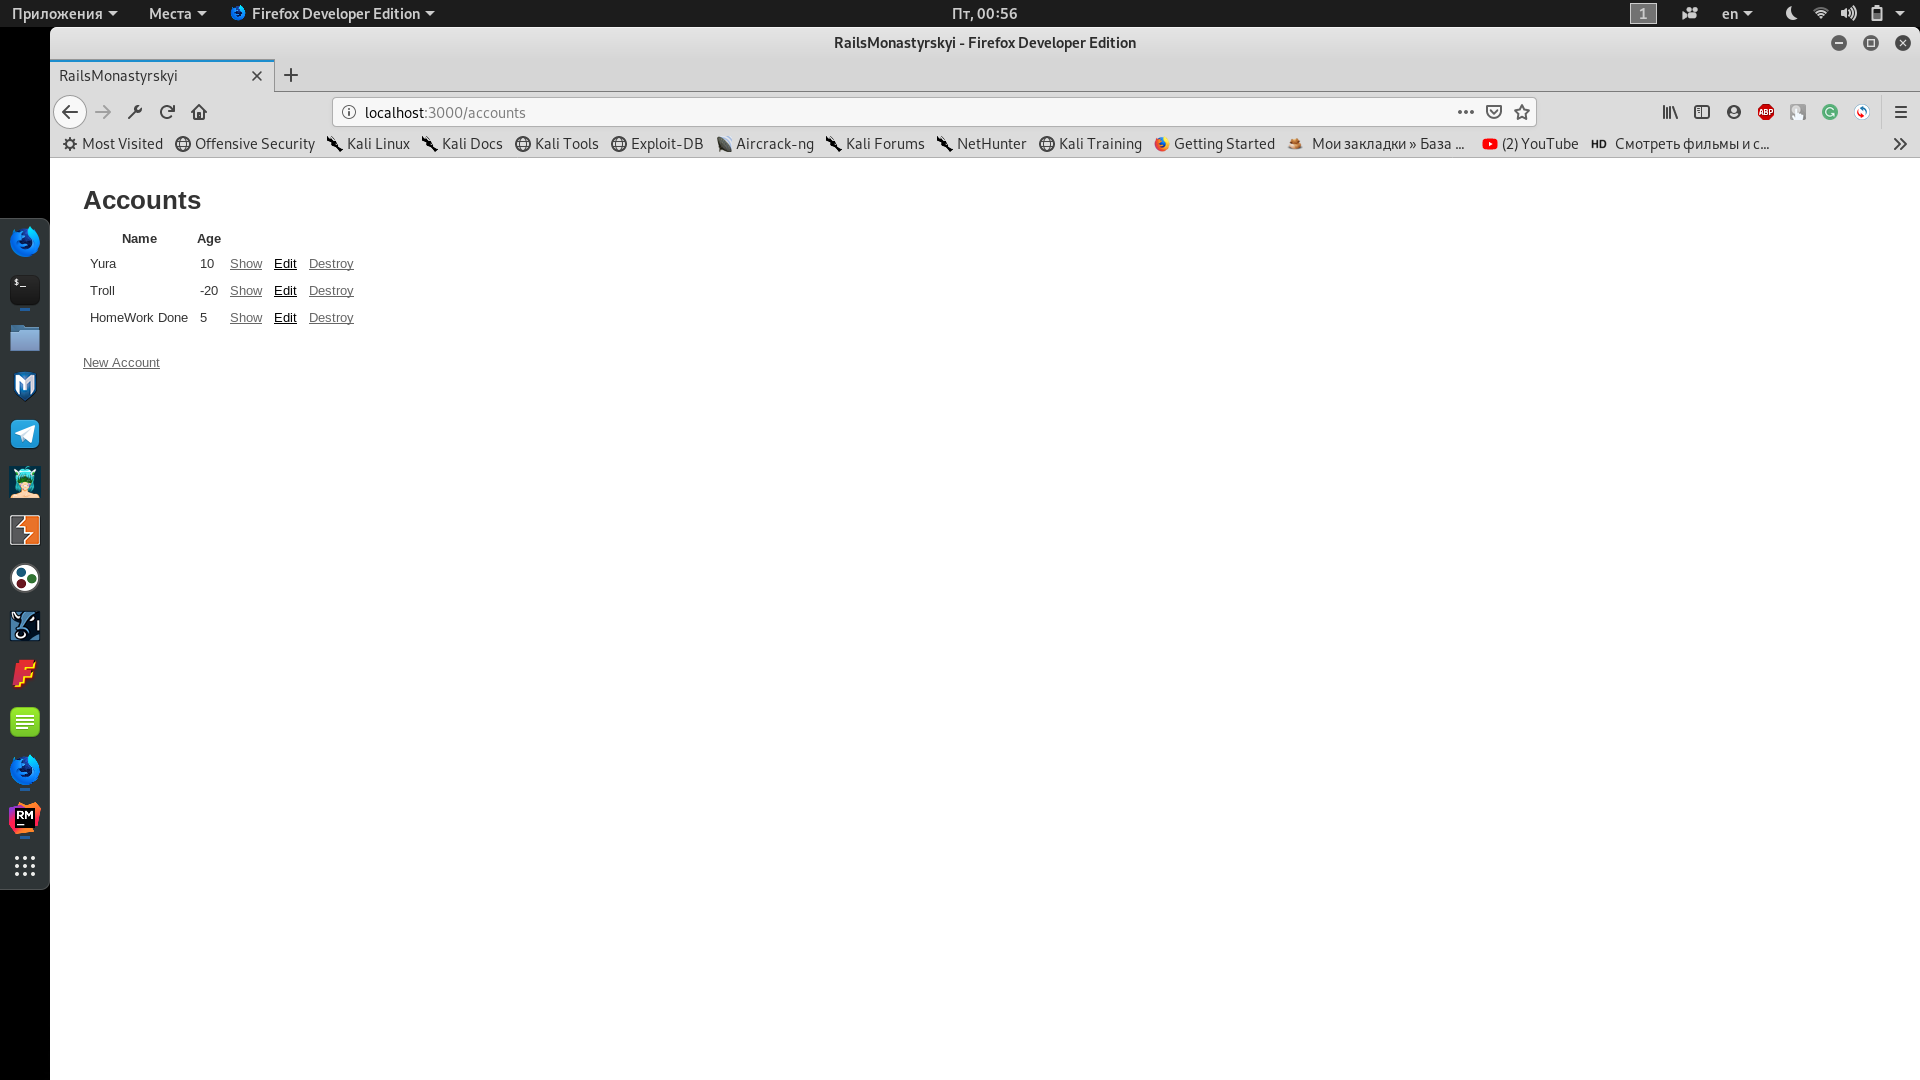 Приложения Места Firefox Developer Edition Пт, 00:56 1 en
RailsMonastyrskyi - Firefox Developer Edition
RailsMonastyrskyi
localhost:3000/accounts ABP
Most Visited Offensive Security Kali Linux Kali Docs Kali Tools Exploit-DB Aircrack-ng Kali Forums NetHunter Kali Training Getting Started Мои закладки » База ... (2) YouTube HD Смотреть фильмы и с...
Accounts
Name Age
Yura 10 Show Edit Destroy
Troll -20 Show Edit Destroy
HomeWork Done 5 Show Edit Destroy
New Account
$_
M
F
RM